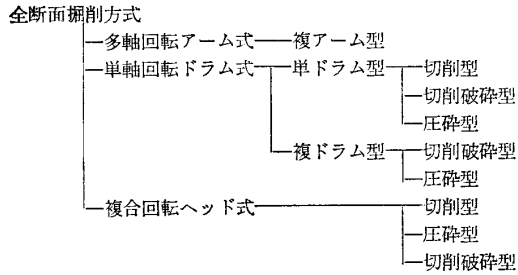 全断面掘削方式
多軸回転アーム式 複アーム型
単軸回転ドラム式 単ドラム型 切削型
切削破砕型
圧砕型
複ドラム型 切削破砕型
圧砕型
複合回転ヘッド式 切削型
圧砕型
切削破砕型